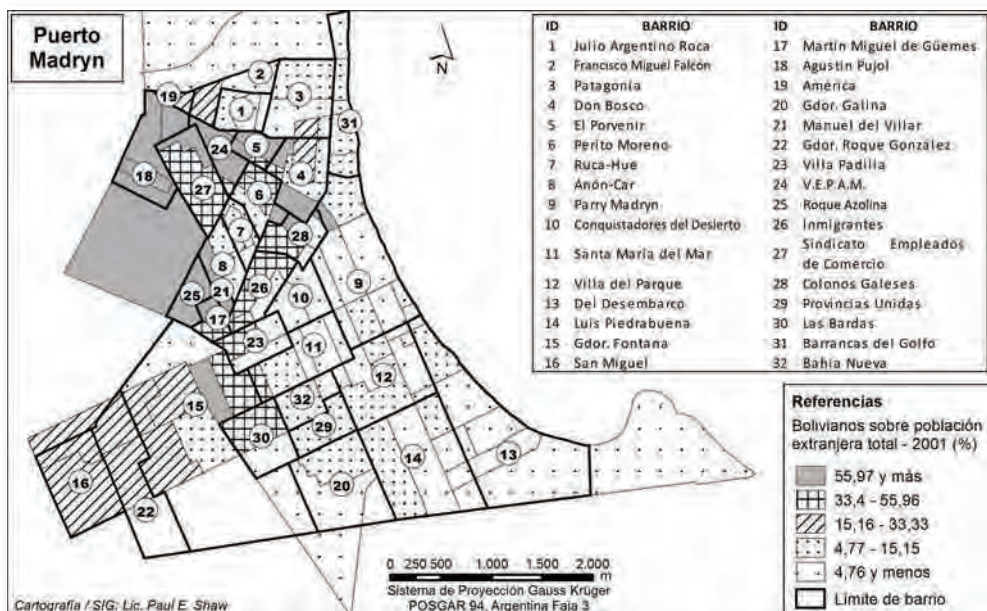 Puerto
Madryn
N
ID BARRIO ID BARRIO
1 Julio Argentino Roca 17 Martín Miguel de Güemes
2 Francisco Miguel Falcón 18 Agustín Pujol
3 Patagonia 19 América
4 Don Bosco 20 Gdor. Galina
5 El Porvenir 21 Manuel del Villar
6 Perito Moreno 22 Gdor. Roque González
7 Ruca-Hue 23 Villa Padilla
8 Anón-Car 24 V.E.P.A.M.
9 Parry Madryn 25 Roque Azolina
10 Conquistadores del Desierto 26 Inmigrantes
11 Santa María del Mar 27 Sindicato Empleados
de Comercio
12 Villa del Parque 28 Colonos Galeses
13 Del Desembarco 29 Provincias Unidas
14 Luis Piedrabuena 30 Las Bardas
15 Gdor. Fontana 31 Barrancas del Golfo
16 San Miguel 32 Bahía Nueva
2
19
3
1
31
24
5
18
4
27
6
7
28
8
9
26
25
21
10
17
23
11
12
32
15
29
30
14
13
16
20
22
Referencias
Bolivianos sobre población
extranjera total - 2001 (%)
55,97 y más
33,4 - 55,96
15,16 - 33,33
4,77 - 15,15
4,76 y menos
Límite de barrio
0 250 500 1.000 1.500 2.000
m
Sistema de Proyección Gauss Krüger
POSGAR 94. Argentina Faja 3
Cartografía / SIG: Lic. Paul E. Shaw